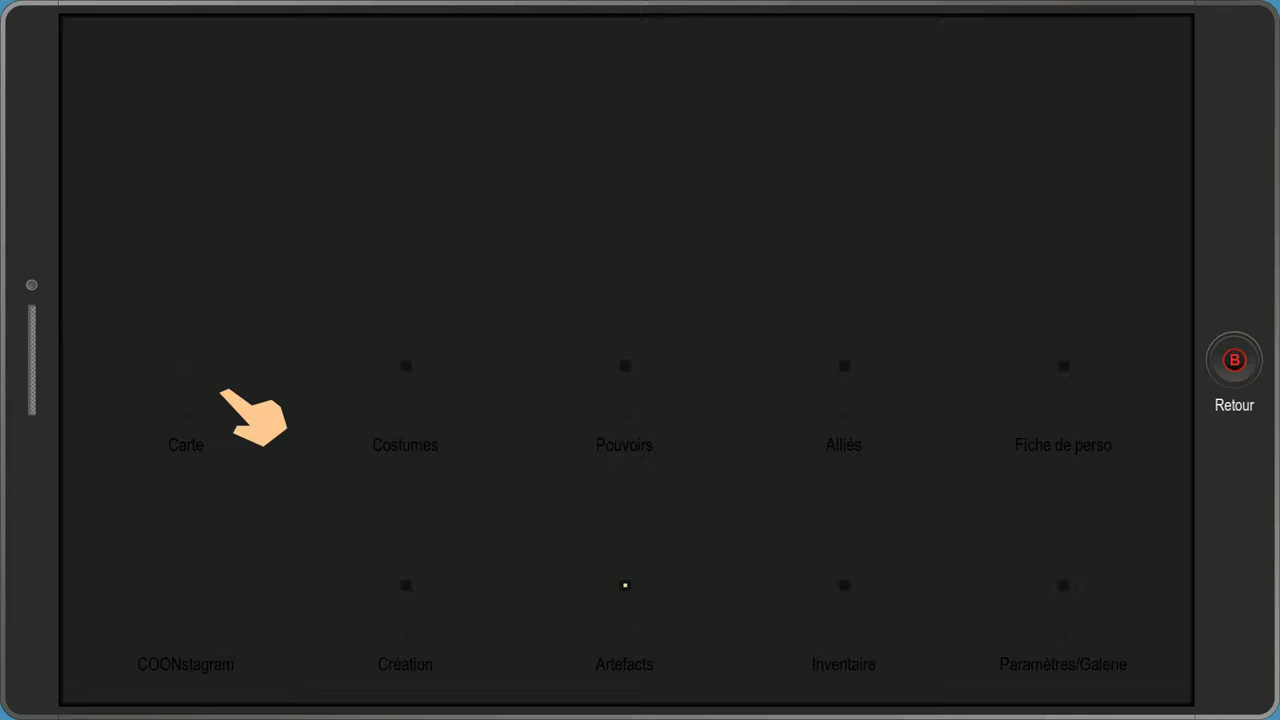 B
Retour
Carte
Costumes
Pouvoirs
Alliés
Fiche de perso
COONstagram
Création
Artefacts
Inventaire
Paramètres/Galerie